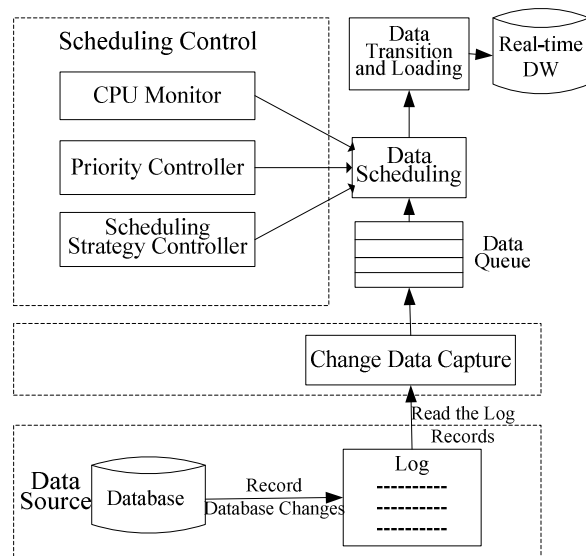 Scheduling Control
CPU Monitor
Priority Controller
Scheduling
Strategy Controller
Data
Transition
and Loading
Real-time
DW
Data
Scheduling
Data
Queue
Change Data Capture
Read the Log
Records
Data
Source
Database
Record
Database Changes
Log